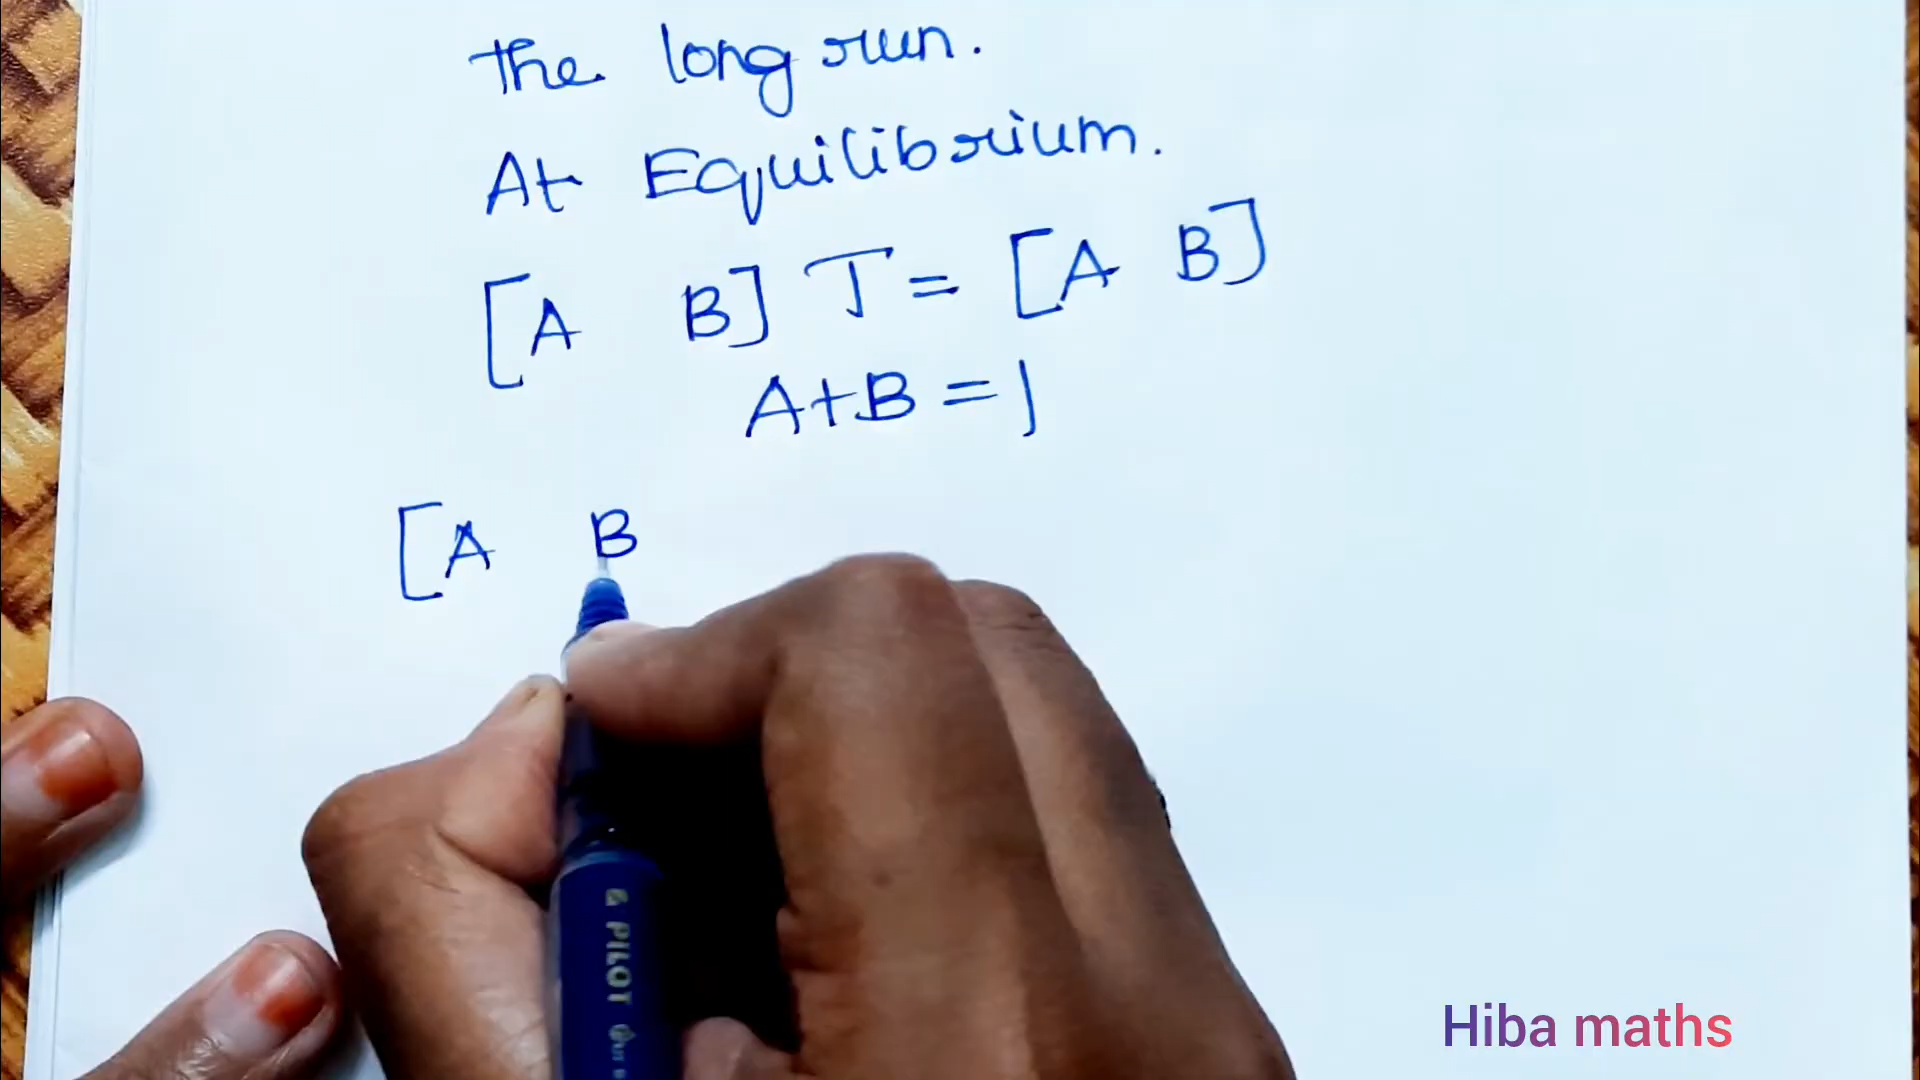 the long run.
At Equilibrium.
[A B] T = [A B]
A+B = 1
[A B
PILOT
Hiba maths